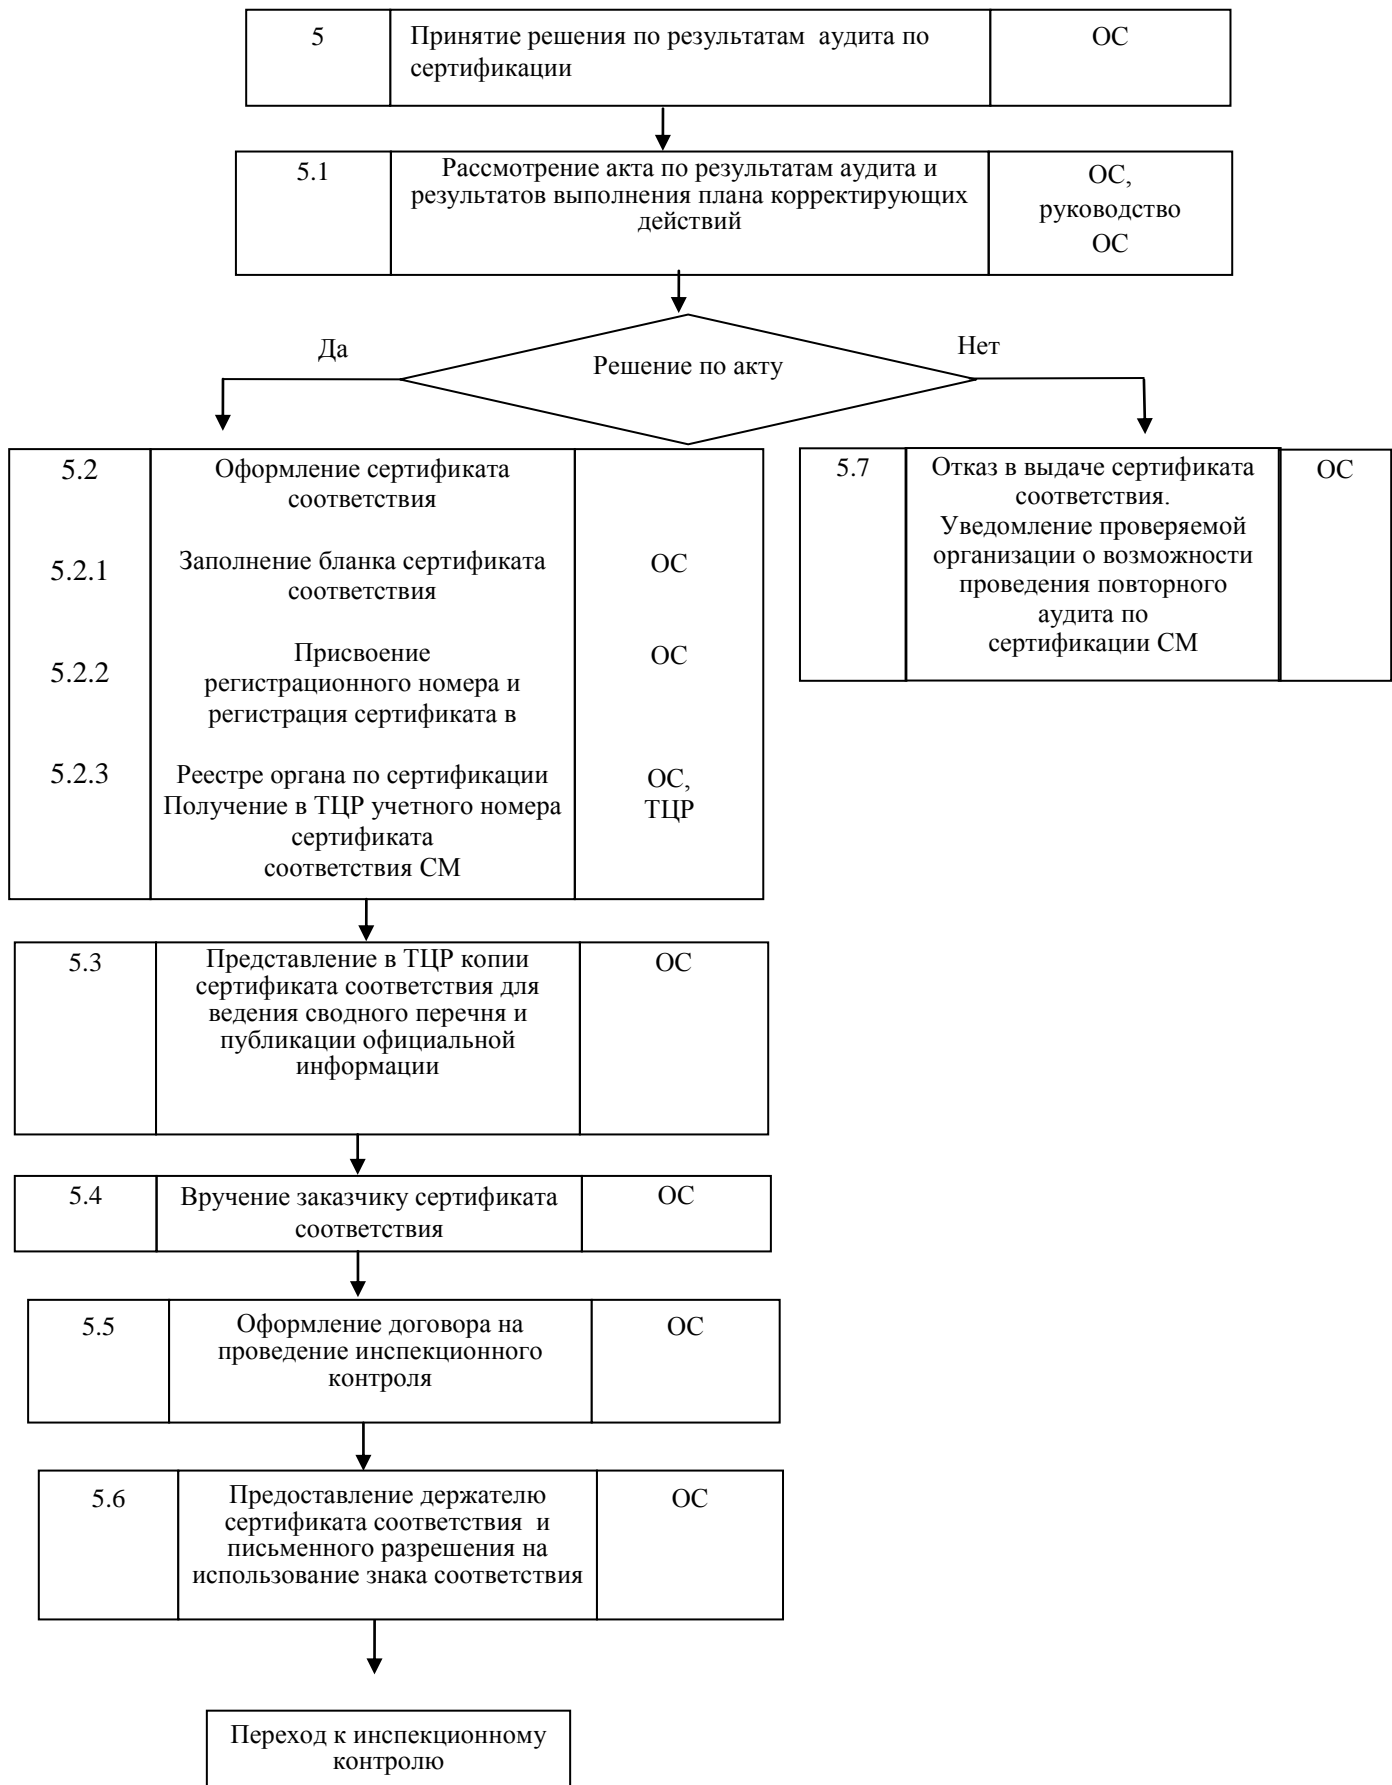 5
Принятие решения по результатам аудита по
сертификации
ОС
5.1
Рассмотрение акта по результатам аудита и
результатов выполнения плана корректирующих
действий
ОС,
руководство
ОС
Да
Решение по акту
Нет
5.2
Оформление сертификата
соответствия
5.2.1
Заполнение бланка сертификата
соответствия
ОС
5.2.2
Присвоение
регистрационного номера и
регистрация сертификата в
ОС
5.2.3
Реестре органа по сертификации
Получение в ТЦР учетного номера
сертификата
соответствия СМ
ОС,
ТЦР
5.7
Отказ в выдаче сертификата
соответствия.
Уведомление проверяемой
организации о возможности
проведения повторного
аудита по
сертификации СМ
ОС
5.3
Представление в ТЦР копии
сертификата соответствия для
ведения сводного перечня и
публикации официальной
информации
ОС
5.4
Вручение заказчику сертификата
соответствия
ОС
5.5
Оформление договора на
проведение инспекционного
контроля
ОС
5.6
Предоставление держателю
сертификата соответствия и
письменного разрешения на
использование знака соответствия
ОС
Переход к инспекционному
контролю